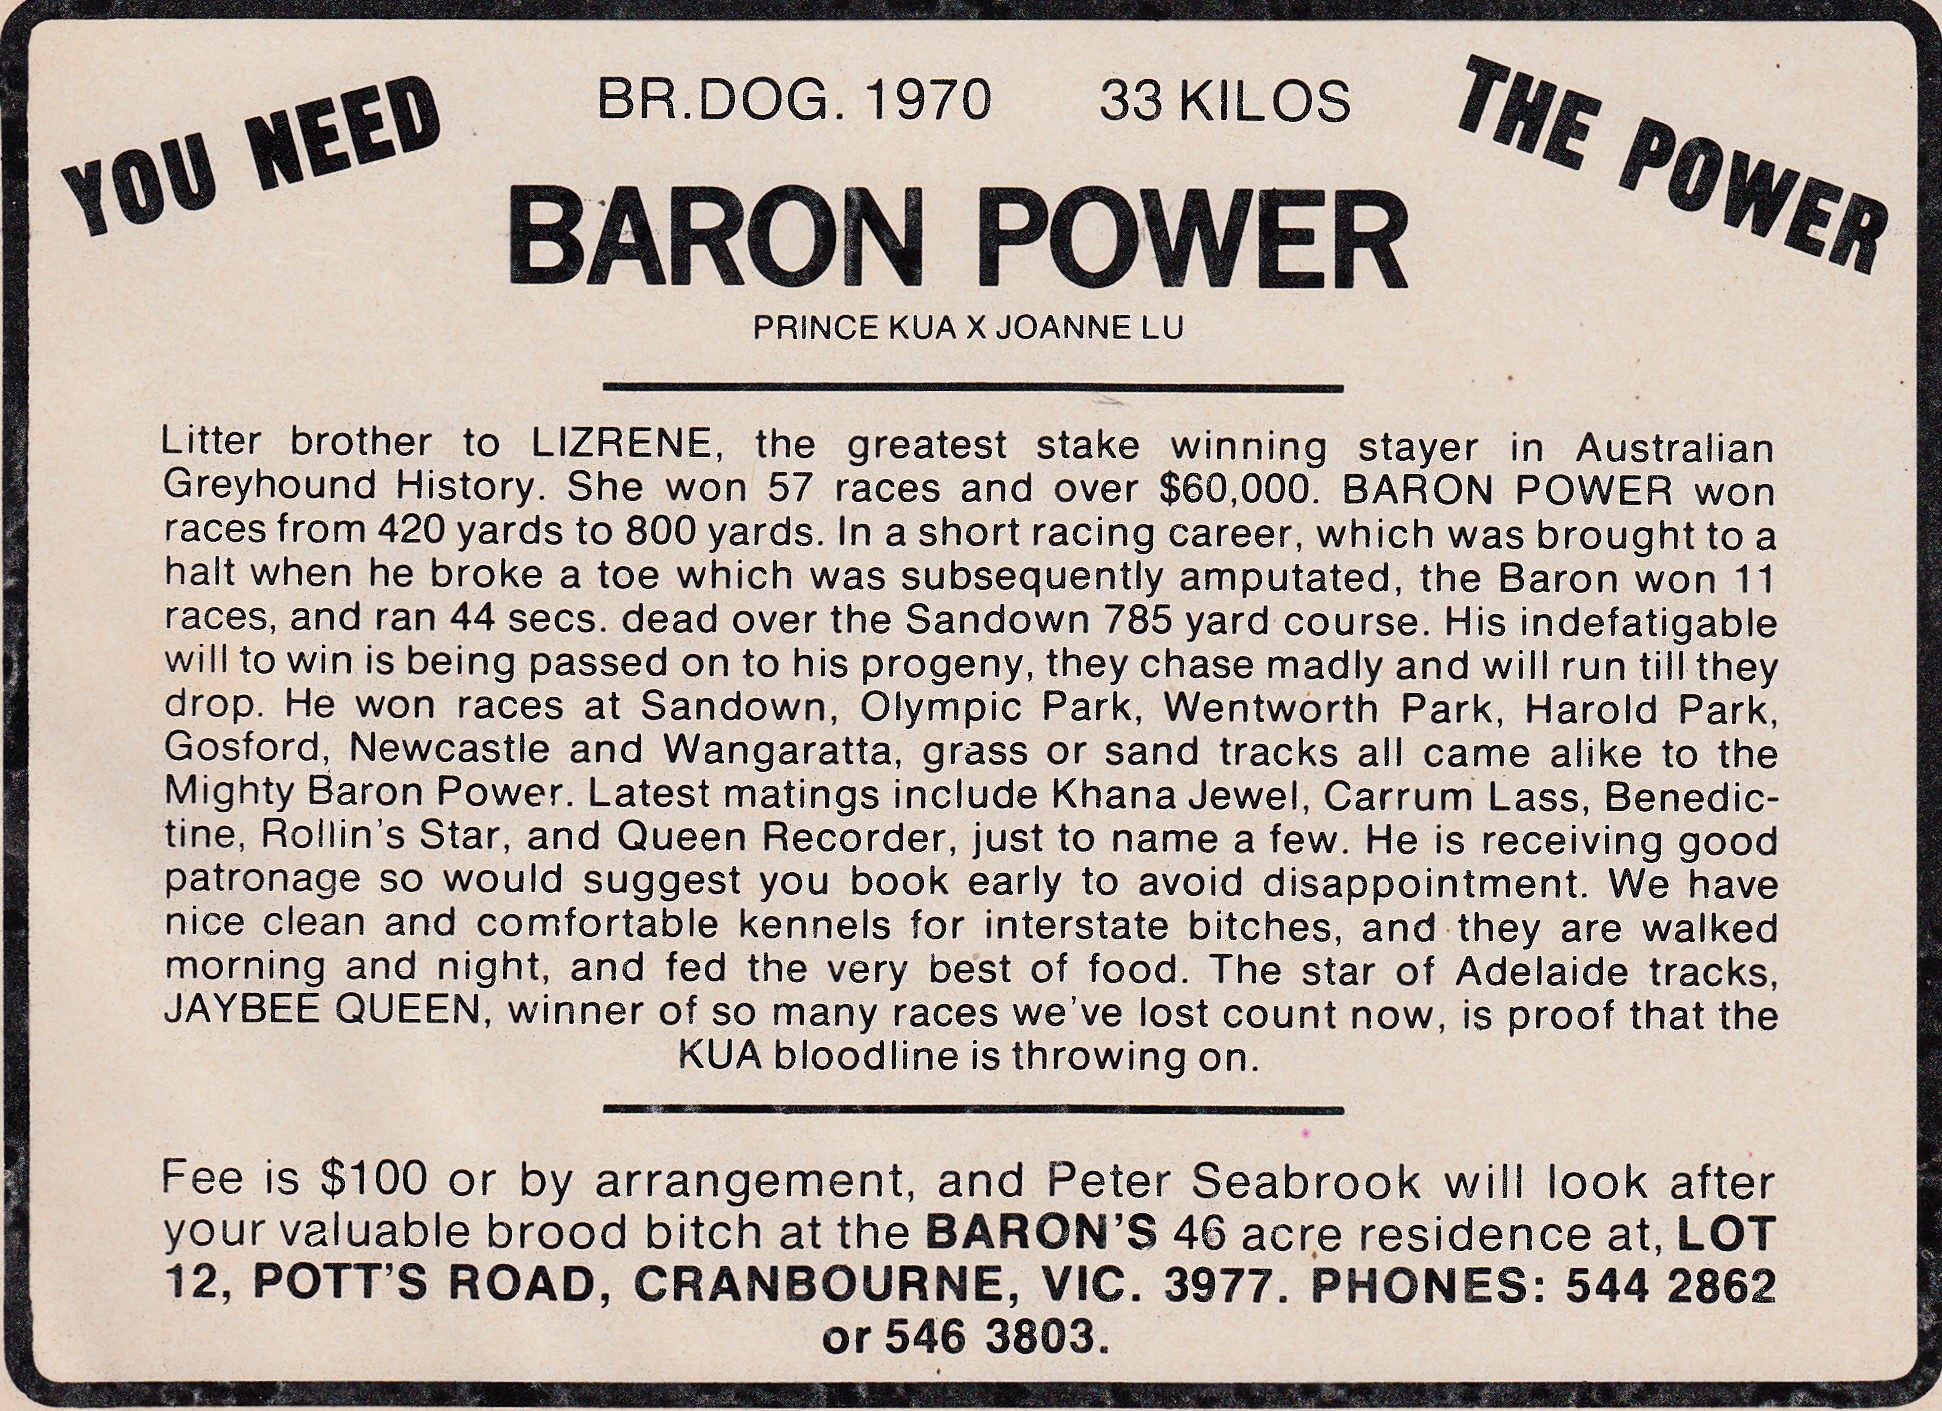 YOU NEED
BR.DOG. 1970 33 KILOS
THE POWER
BARON POWER
PRINCE KUA X JOANNE LU
Litter brother to LIZRENE, the greatest stake winning stayer in Australian
Greyhound History. She won 57 races and over $60,000. BARON POWER won
races from 420 yards to 800 yards. In a short racing career, which was brought to a
halt when he broke a toe which was subsequently amputated, the Baron won 11
races, and ran 44 secs. dead over the Sandown 785 yard course. His indefatigable
will to win is being passed on to his progeny, they chase madly and will run till they
drop. He won races at Sandown, Olympic Park, Wentworth Park, Harold Park,
Gosford, Newcastle and Wangaratta, grass or sand tracks all came alike to the
Mighty Baron Power. Latest matings include Khana Jewel, Carrum Lass, Benedic-
tine, Rollin's Star, and Queen Recorder, just to name a few. He is receiving good
patronage so would suggest you book early to avoid disappointment. We have
nice clean and comfortable kennels for interstate bitches, and they are walked
morning and night, and fed the very best of food. The star of Adelaide tracks,
JAYBEE QUEEN, winner of so many races we've lost count now, is proof that the
KUA bloodline is throwing on.
Fee is $100 or by arrangement, and Peter Seabrook will look after
your valuable brood bitch at the BARON'S 46 acre residence at, LOT
12, POTT'S ROAD, CRANBOURNE, VIC. 3977. PHONES: 544 2862
or 546 3803.